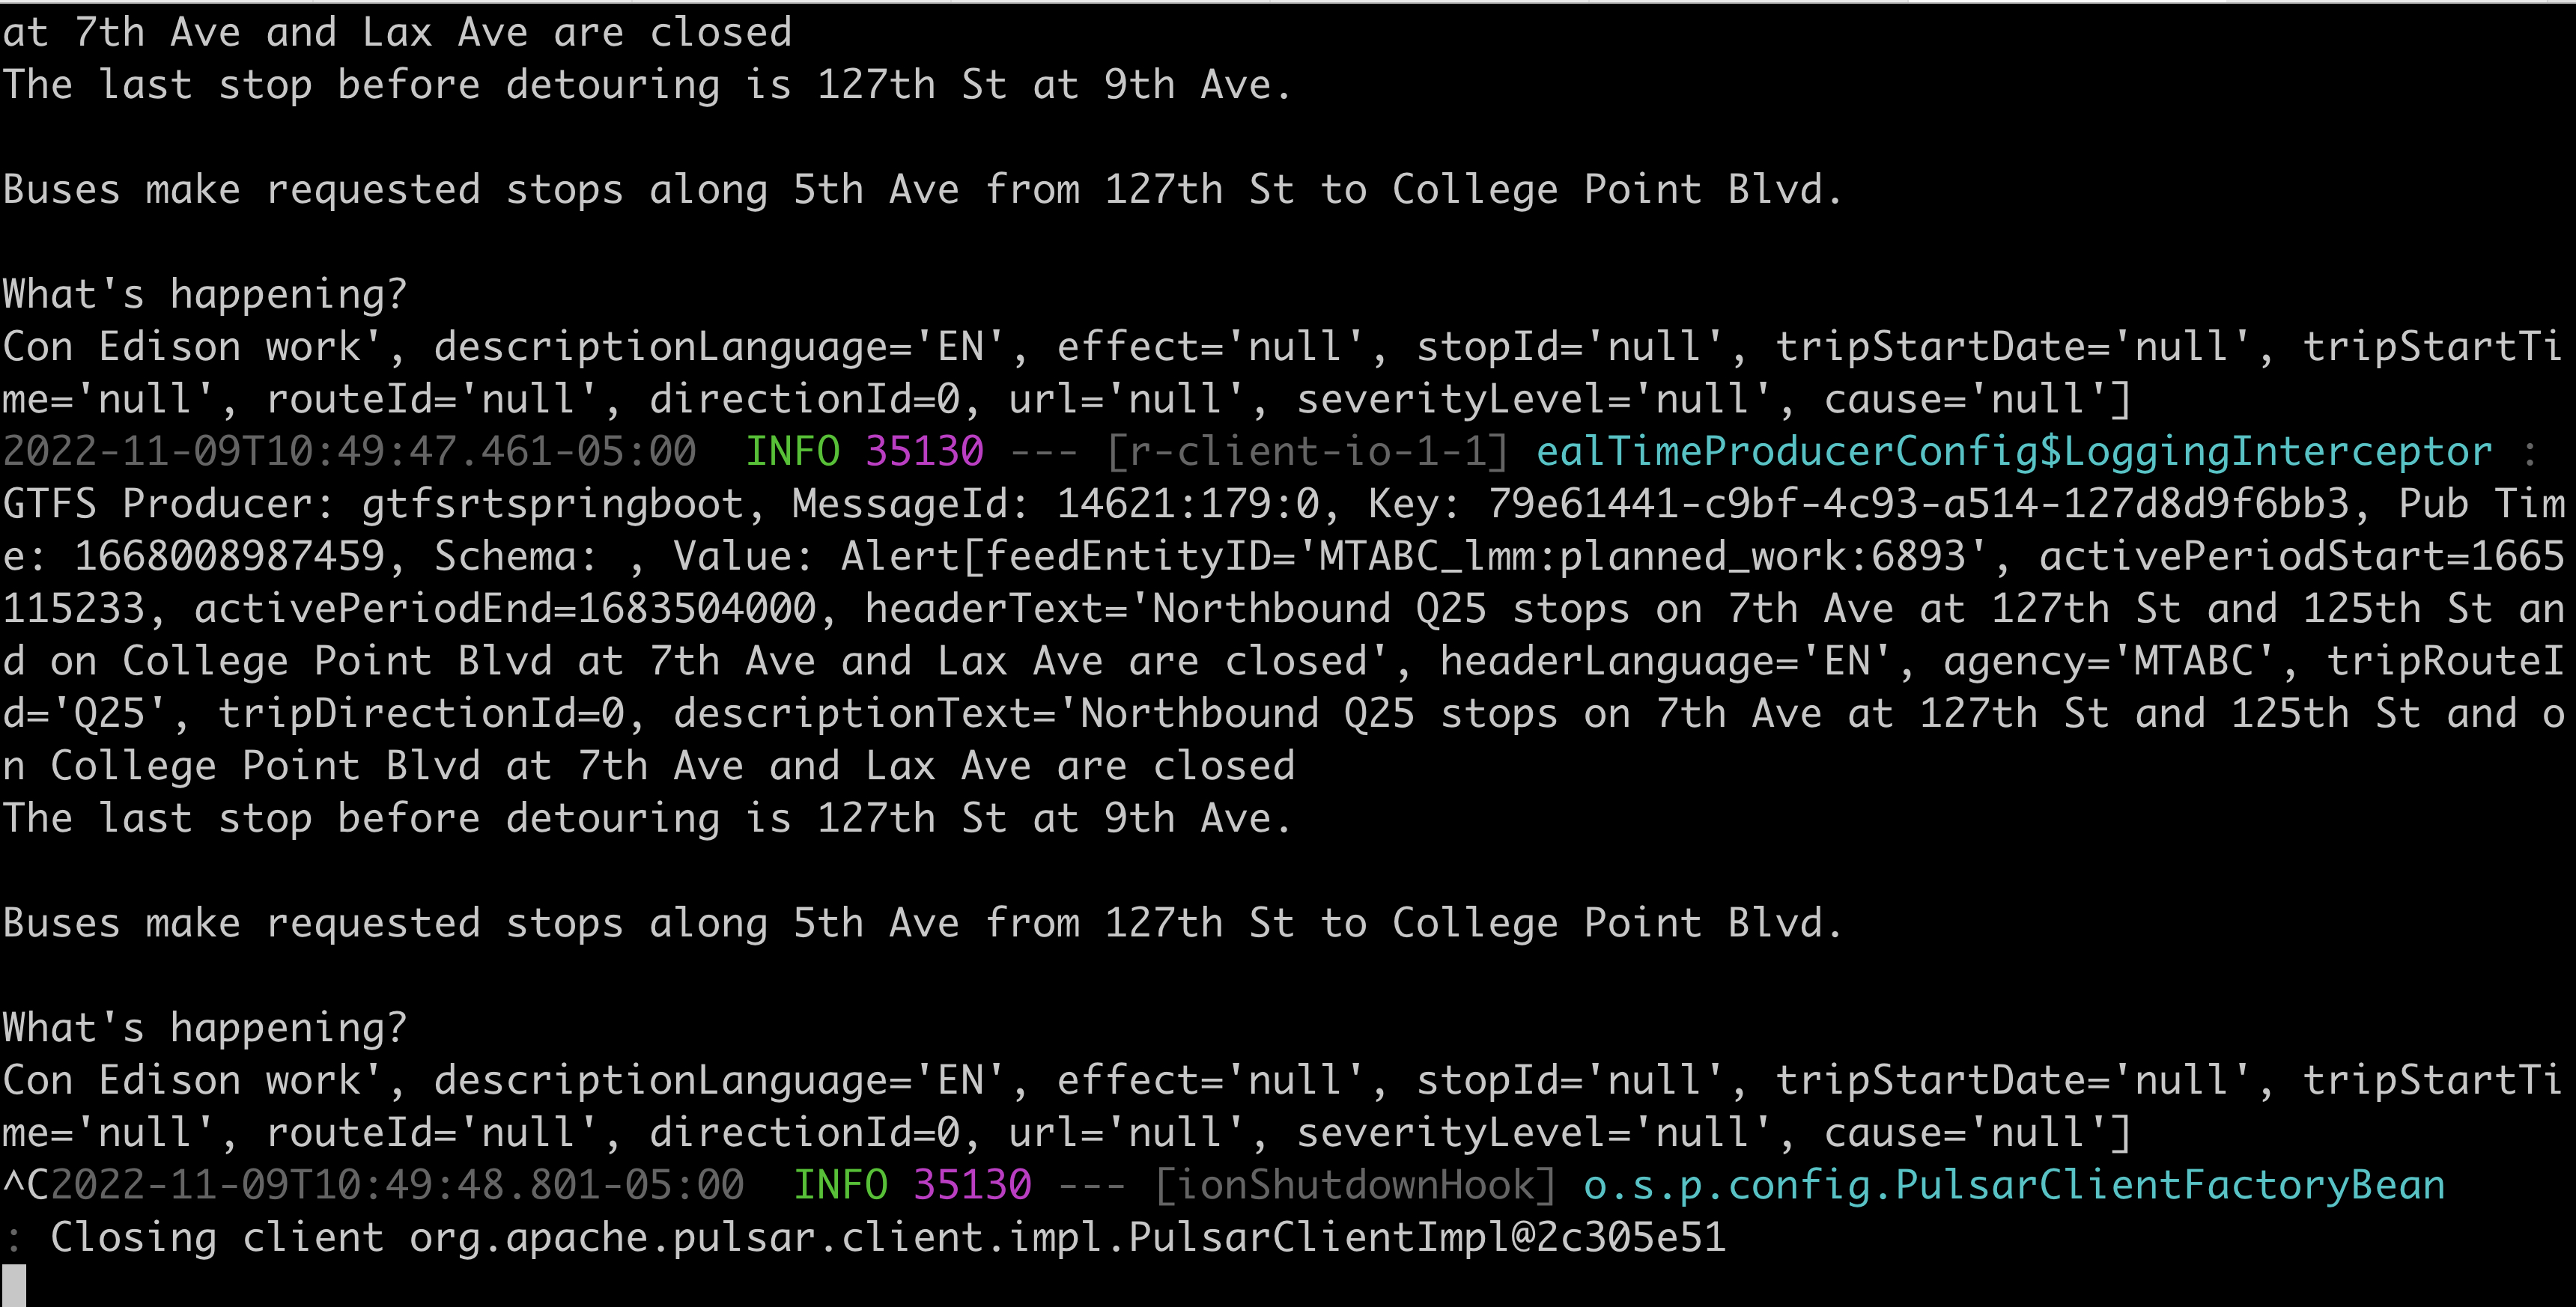 at 7th Ave and Lax Ave are closed
The last stop before detouring is 127th St at 9th Ave.
Buses make requested stops along 5th Ave from 127th St to College Point Blvd.
What's happening?
Con Edison work', descriptionLanguage='EN', effect='null', stopId='null', tripStartDate='null', tripStartTi
me='null', routeId='null', directionId=0, url='null', severityLevel='null', cause='null']
2022-11-09T10:49:47.461-05:00  INFO 35130 --- [r-client-io-1-1] ealTimeProducerConfig$LoggingInterceptor :
GTFS Producer: gtfsrtspringboot, MessageId: 14621:179:0, Key: 79e61441-c9bf-4c93-a514-127d8d9f6bb3, Pub Tim
e: 1668008987459, Schema: , Value: Alert[feedEntityID='MTABC_lmm:planned_work:6893', activePeriodStart=1665
115233, activePeriodEnd=1683504000, headerText='Northbound Q25 stops on 7th Ave at 127th St and 125th St an
d on College Point Blvd at 7th Ave and Lax Ave are closed', headerLanguage='EN', agency='MTABC', tripRouteI
d='Q25', tripDirectionId=0, descriptionText='Northbound Q25 stops on 7th Ave at 127th St and 125th St and o
n College Point Blvd at 7th Ave and Lax Ave are closed
The last stop before detouring is 127th St at 9th Ave.
Buses make requested stops along 5th Ave from 127th St to College Point Blvd.
What's happening?
Con Edison work', descriptionLanguage='EN', effect='null', stopId='null', tripStartDate='null', tripStartTi
me='null', routeId='null', directionId=0, url='null', severityLevel='null', cause='null']
^C2022-11-09T10:49:48.801-05:00  INFO 35130 --- [ionShutdownHook] o.s.p.config.PulsarClientFactoryBean
: Closing client org.apache.pulsar.client.impl.PulsarClientImpl@2c305e51